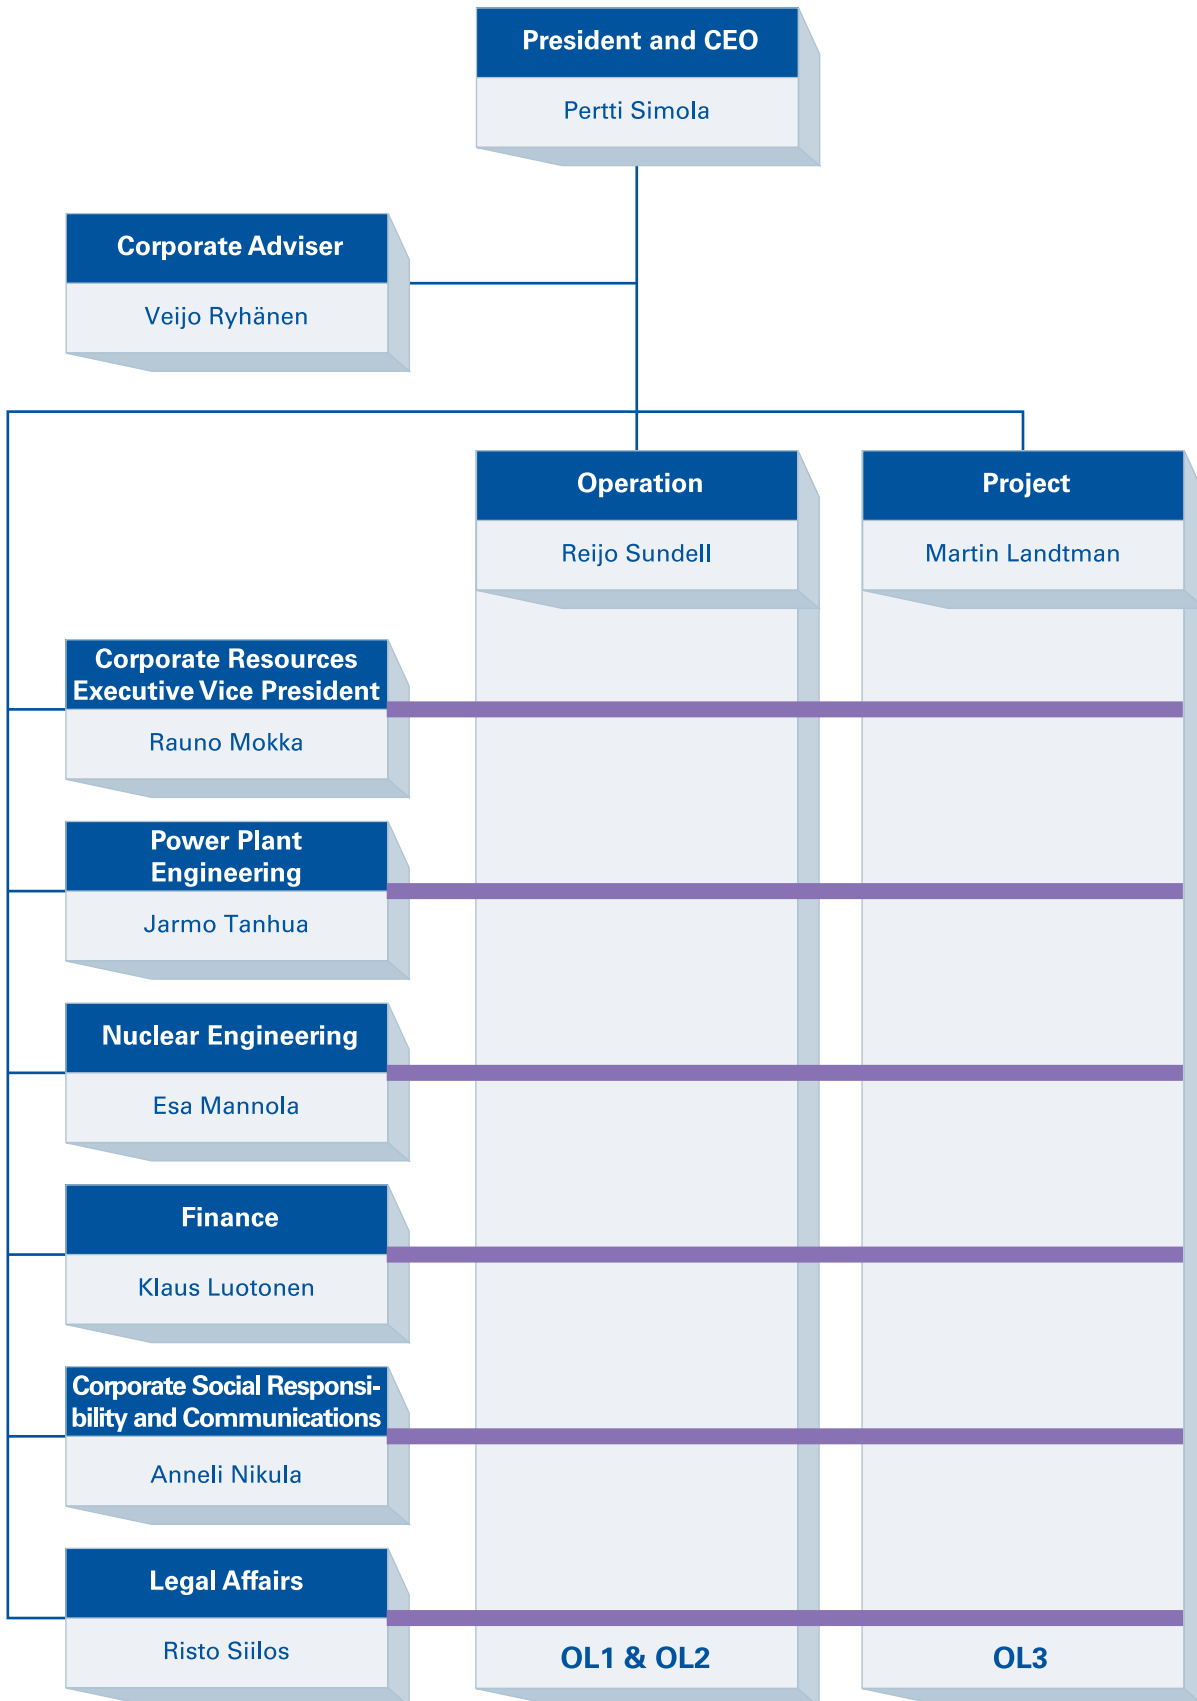 President and CEO
Pertti Simola
Corporate Adviser
Veijo Ryhänen
Operation
Reijo Sundell
Project
Martin Landtman
Corporate Resources
Executive Vice President
Rauno Mokka
Power Plant
Engineering
Jarmo Tanhua
Nuclear Engineering
Esa Mannola
Finance
Klaus Luotonen
Corporate Social Responsi-
bility and Communications
Anneli Nikula
Legal Affairs
Risto Siilos
OL1 & OL2
OL3